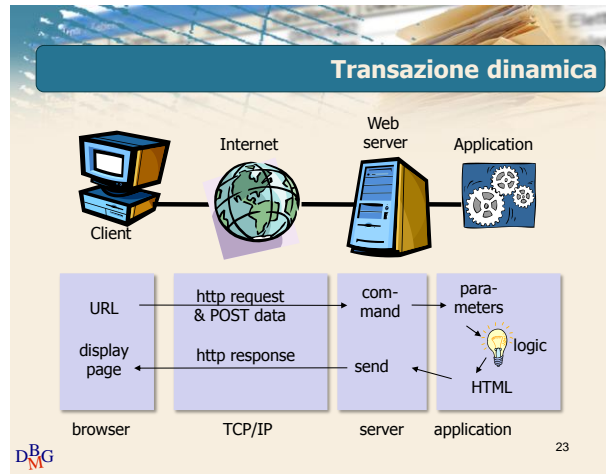 Transazione dinamica
Internet
Web
server
Application
Client
URL
http request
& POST data
com-
mand
para-
meters
logic
display
page
http response
send
HTML
browser
TCP/IP
server
application
DBMG
23